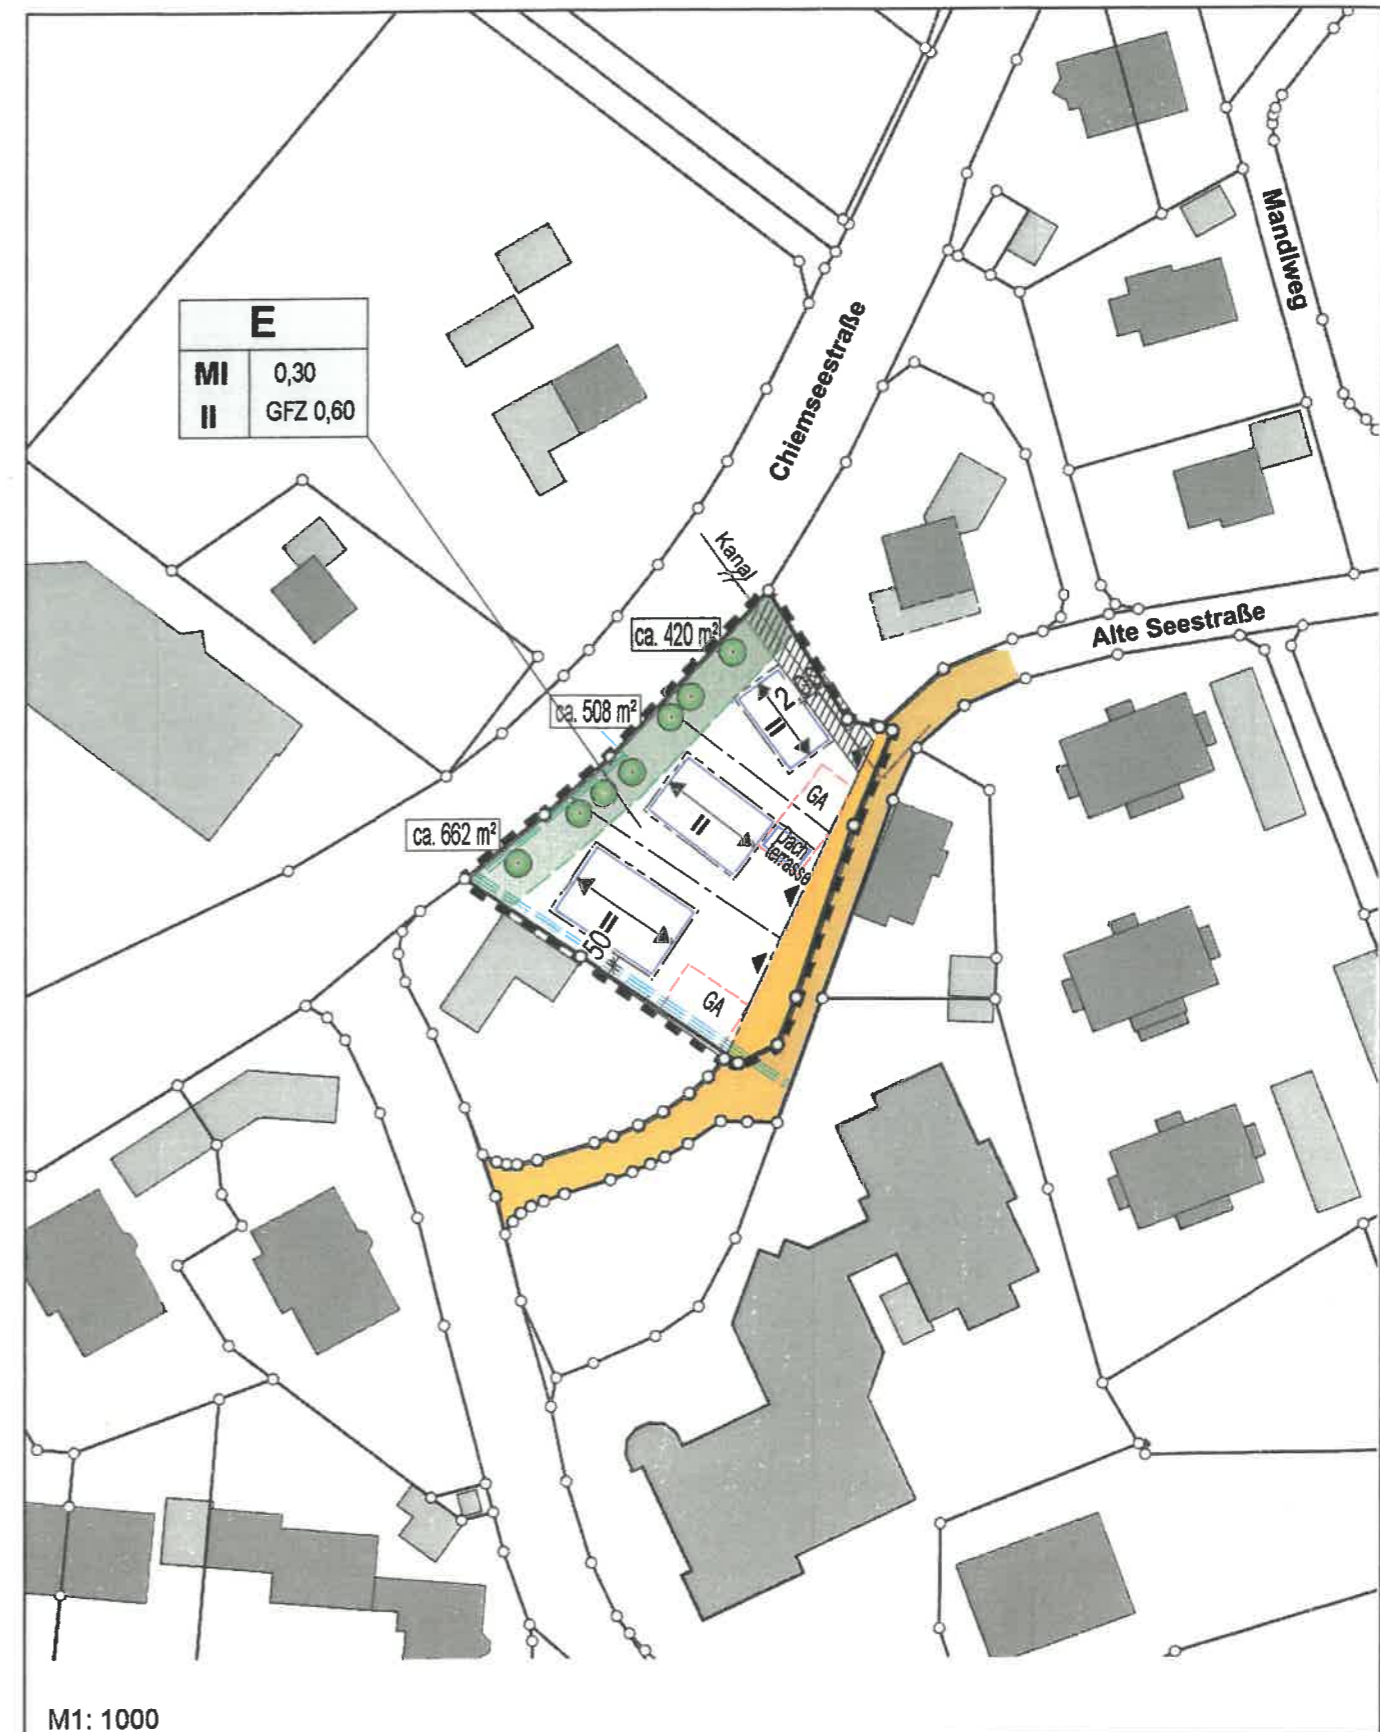 E
MI 0,30
II GFZ 0,60
Chiemseestraße
Mandlweg
Kanal
Alte Seestraße
ca. 420 m²
ca. 508 m²
ca. 662 m²
II
2
II
II
50
GA
Dach
terrasse
GA
M1: 1000